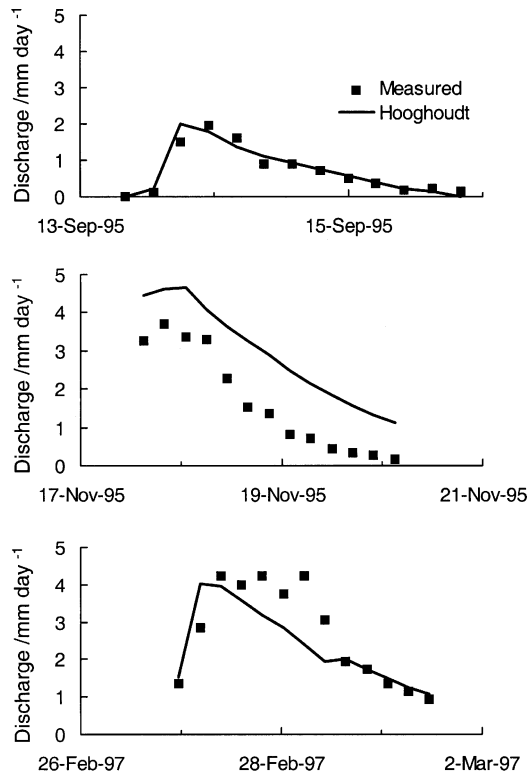 5
4
3
2
1
0
Discharge /mm day -1
Measured
Hooghoudt
13-Sep-95 15-Sep-95
5
4
3
2
1
0
Discharge /mm day -1
17-Nov-95 19-Nov-95 21-Nov-95
5
4
3
2
1
0
Discharge /mm day -1
26-Feb-97 28-Feb-97 2-Mar-97